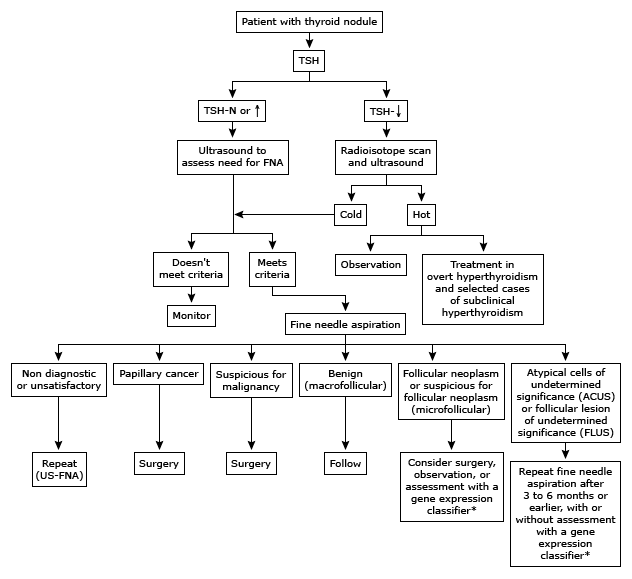 Patient with thyroid nodule
TSH
TSH-N or ↑
TSH-↓
Ultrasound to
assess need for FNA
Radioisotope scan
and ultrasound
Cold
Hot
Doesn't
meet criteria
Meets
criteria
Observation
Treatment in
overt hyperthyroidism
and selected cases
of subclinical
hyperthyroidism
Monitor
Fine needle aspiration
Non diagnostic
or unsatisfactory
Papillary cancer
Suspicious for
malignancy
Benign
(macrofollicular)
Follicular neoplasm
or suspicious for
follicular neoplasm
(microfollicular)
Atypical cells of
undetermined
significance (ACUS)
or follicular lesion
of undetermined
significance (FLUS)
Repeat
(US-FNA)
Surgery
Surgery
Follow
Consider surgery,
observation, or
assessment with a
gene expression
classifier*
Repeat fine needle
aspiration after
3 to 6 months or
earlier, with or
without assessment
with a gene
expression
classifier*